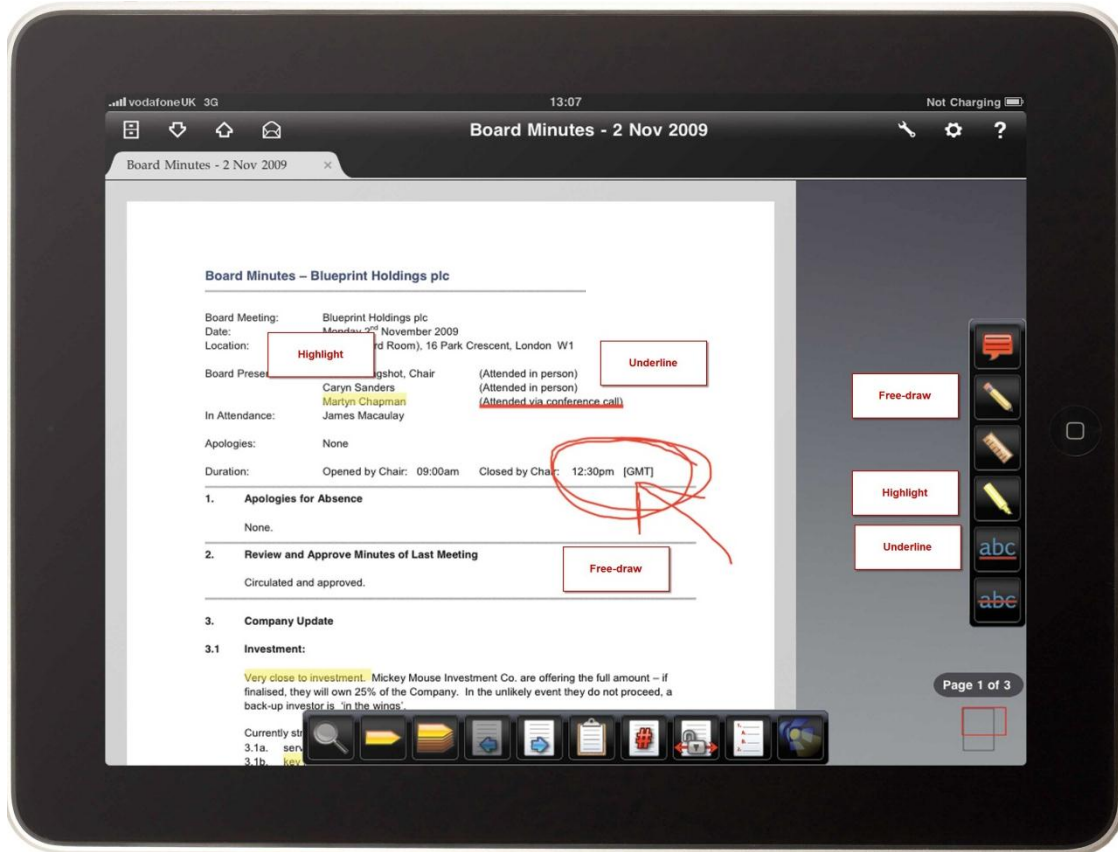 vodafone UK 3G 13:07 Not Charging
Board Minutes - 2 Nov 2009 ?
Board Minutes - 2 Nov 2009 ×
Board Minutes – Blueprint Holdings plc
Board Meeting: Blueprint Holdings plc
Date: Monday 2nd November 2009
Location: rd Room), 16 Park Crescent, London W1
Highlight
Underline
Board Prese gshot, Chair (Attended in person)
Caryn Sanders (Attended in person)
Martyn Chapman (Attended via conference call)
In Attendance: James Macaulay
Apologies: None
Duration: Opened by Chair: 09:00am Closed by Chair: 12:30pm [GMT]
1. Apologies for Absence
None.
2. Review and Approve Minutes of Last Meeting
Free-draw
Circulated and approved.
3. Company Update
3.1 Investment:
Very close to investment. Mickey Mouse Investment Co. are offering the full amount – if
finalised, they will own 25% of the Company. In the unlikely event they do not proceed, a
back-up investor is 'in the wings'.
Currently str
3.1a. serv
3.1b. key
Free-draw
Highlight
Underline
abc
abc
Page 1 of 3
#